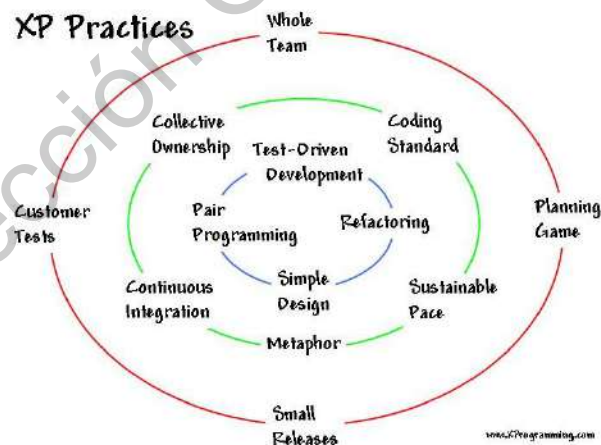 XP Practices
Whole
Team
Collective
Ownership
Coding
Standard
Test-Driven
Development
Customer
Tests
Pair
Programming
Refactoring
Planning
Game
Continuous
Integration
Simple
Design
Sustainable
Pace
Metaphor
Small
Releases
www.XProgramming.com